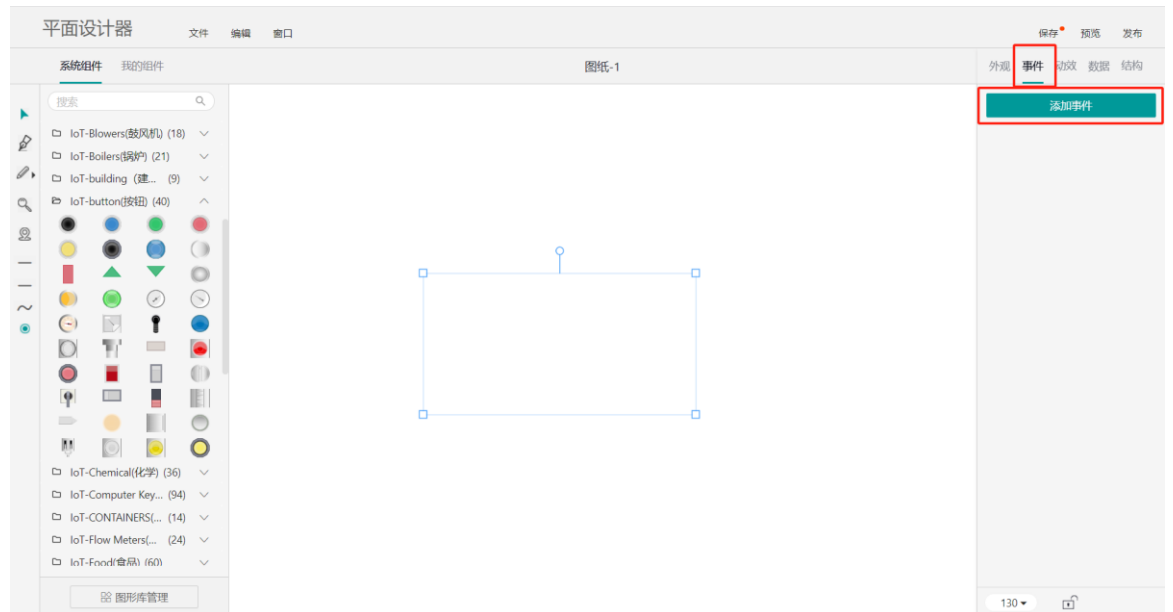 平面设计器 文件 编辑 窗口 保存 预览 发布
系统组件 我的组件 图纸-1 外观 事件 动效 数据 结构
搜索 添加事件
IoT-Blowers(鼓风机) (18)
IoT-Boilers(锅炉) (21)
IoT-building（建... (9)
IoT-button(按钮) (40)
IoT-Chemical(化学) (36)
IoT-Computer Key... (94)
IoT-CONTAINERS(... (14)
IoT-Flow Meters(... (24)
IoT-Food(食品) (60)
图形库管理 130